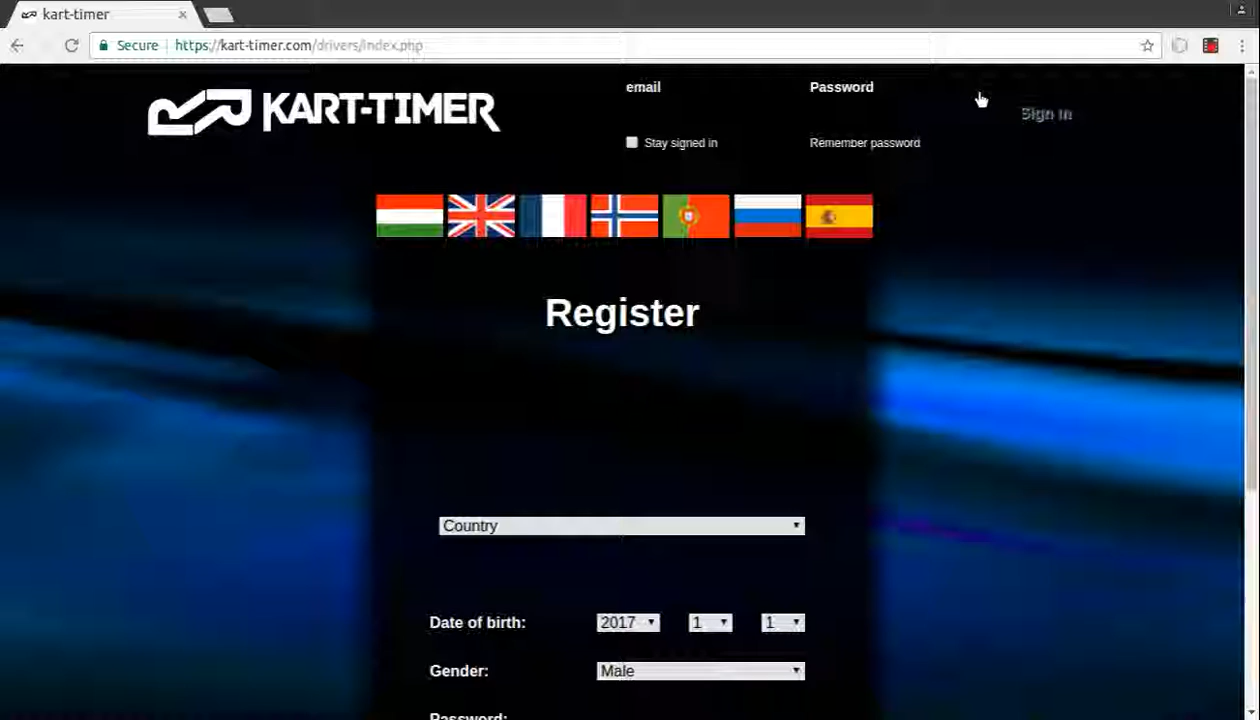 kart-timer
Secure https://kart-timer.com/drivers/index.php
KART-TIMER
email Password
Sign In
Stay signed in Remember password
Register
Country
Date of birth: 2017 1 1
Gender: Male
Password: